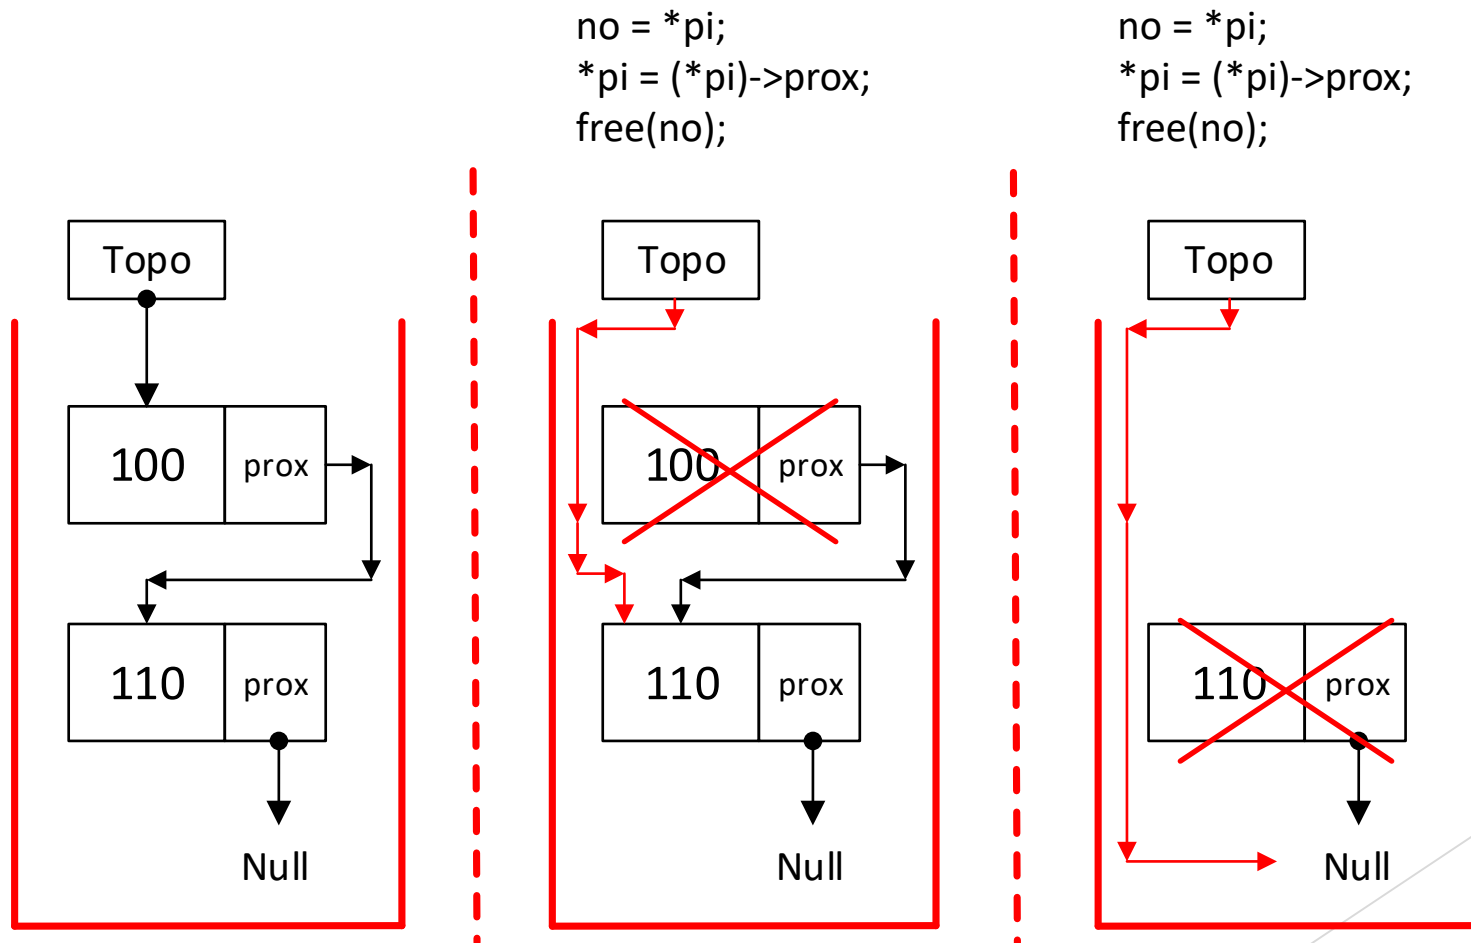 no = *pi;
*pi = (*pi)->prox;
free(no);
no = *pi;
*pi = (*pi)->prox;
free(no);
Topo
100 prox
110 prox
Null
Topo
100 prox
110 prox
Null
Topo
110 prox
Null